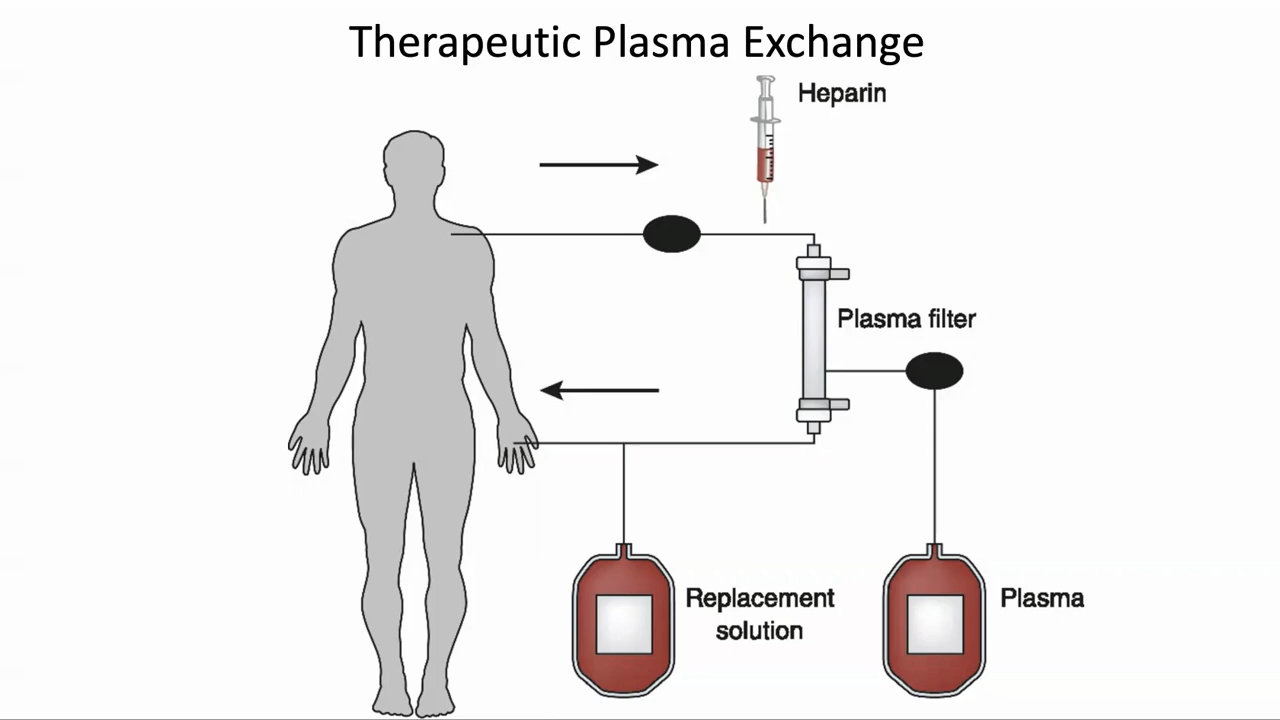 Therapeutic Plasma Exchange
Heparin
Plasma filter
Replacement
solution
Plasma